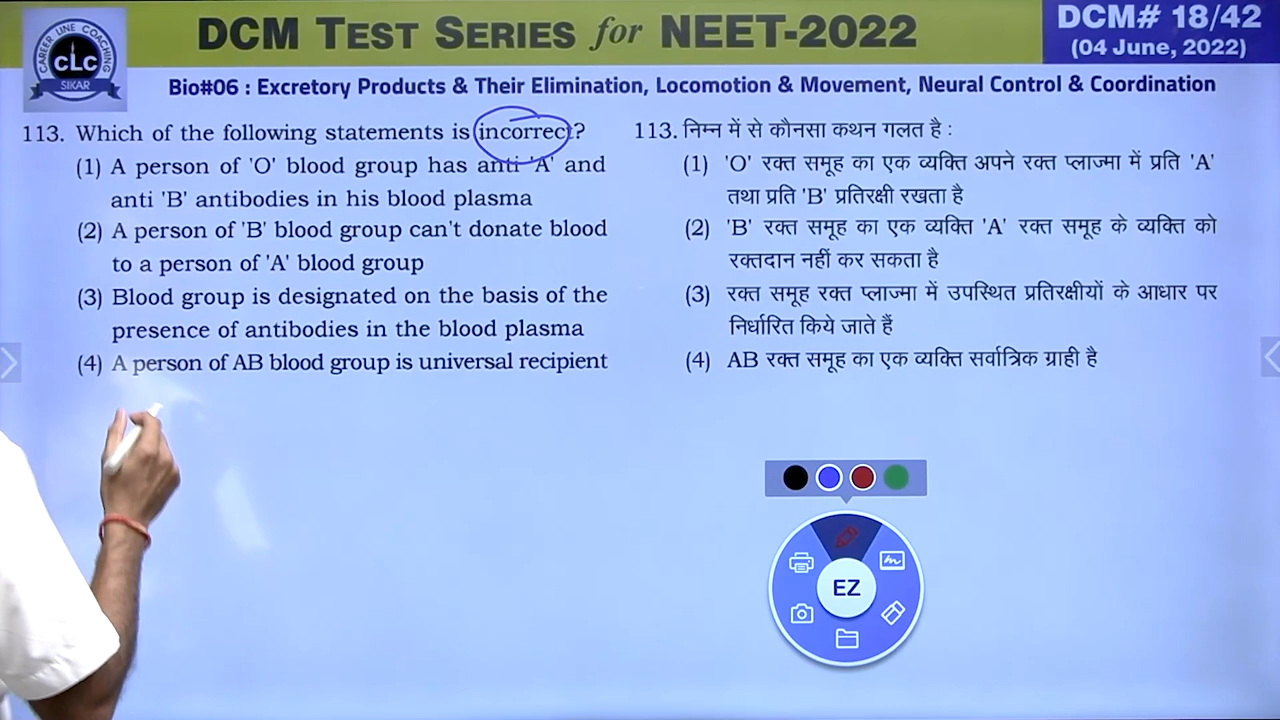 CAREER LINE COACHING
CLC
SIKAR
DCM TEST SERIES for NEET-2022
DCM# 18/42
(04 June, 2022)
Bio#06 : Excretory Products & Their Elimination, Locomotion & Movement, Neural Control & Coordination
113. Which of the following statements is incorrect?
(1) A person of 'O' blood group has anti 'A' and
anti 'B' antibodies in his blood plasma
(2) A person of 'B' blood group can't donate blood
to a person of 'A' blood group
(3) Blood group is designated on the basis of the
presence of antibodies in the blood plasma
(4) A person of AB blood group is universal recipient
113. निम्न में से कौनसा कथन गलत है :
(1) 'O' रक्त समूह का एक व्यक्ति अपने रक्त प्लाज्मा में प्रति 'A'
तथा प्रति 'B' प्रतिरक्षी रखता है
(2) 'B' रक्त समूह का एक व्यक्ति 'A' रक्त समूह के व्यक्ति को
रक्तदान नहीं कर सकता है
(3) रक्त समूह रक्त प्लाज्मा में उपस्थित प्रतिरक्षीयों के आधार पर
निर्धारित किये जाते हैं
(4) AB रक्त समूह का एक व्यक्ति सर्वात्रिक ग्राही है
EZ